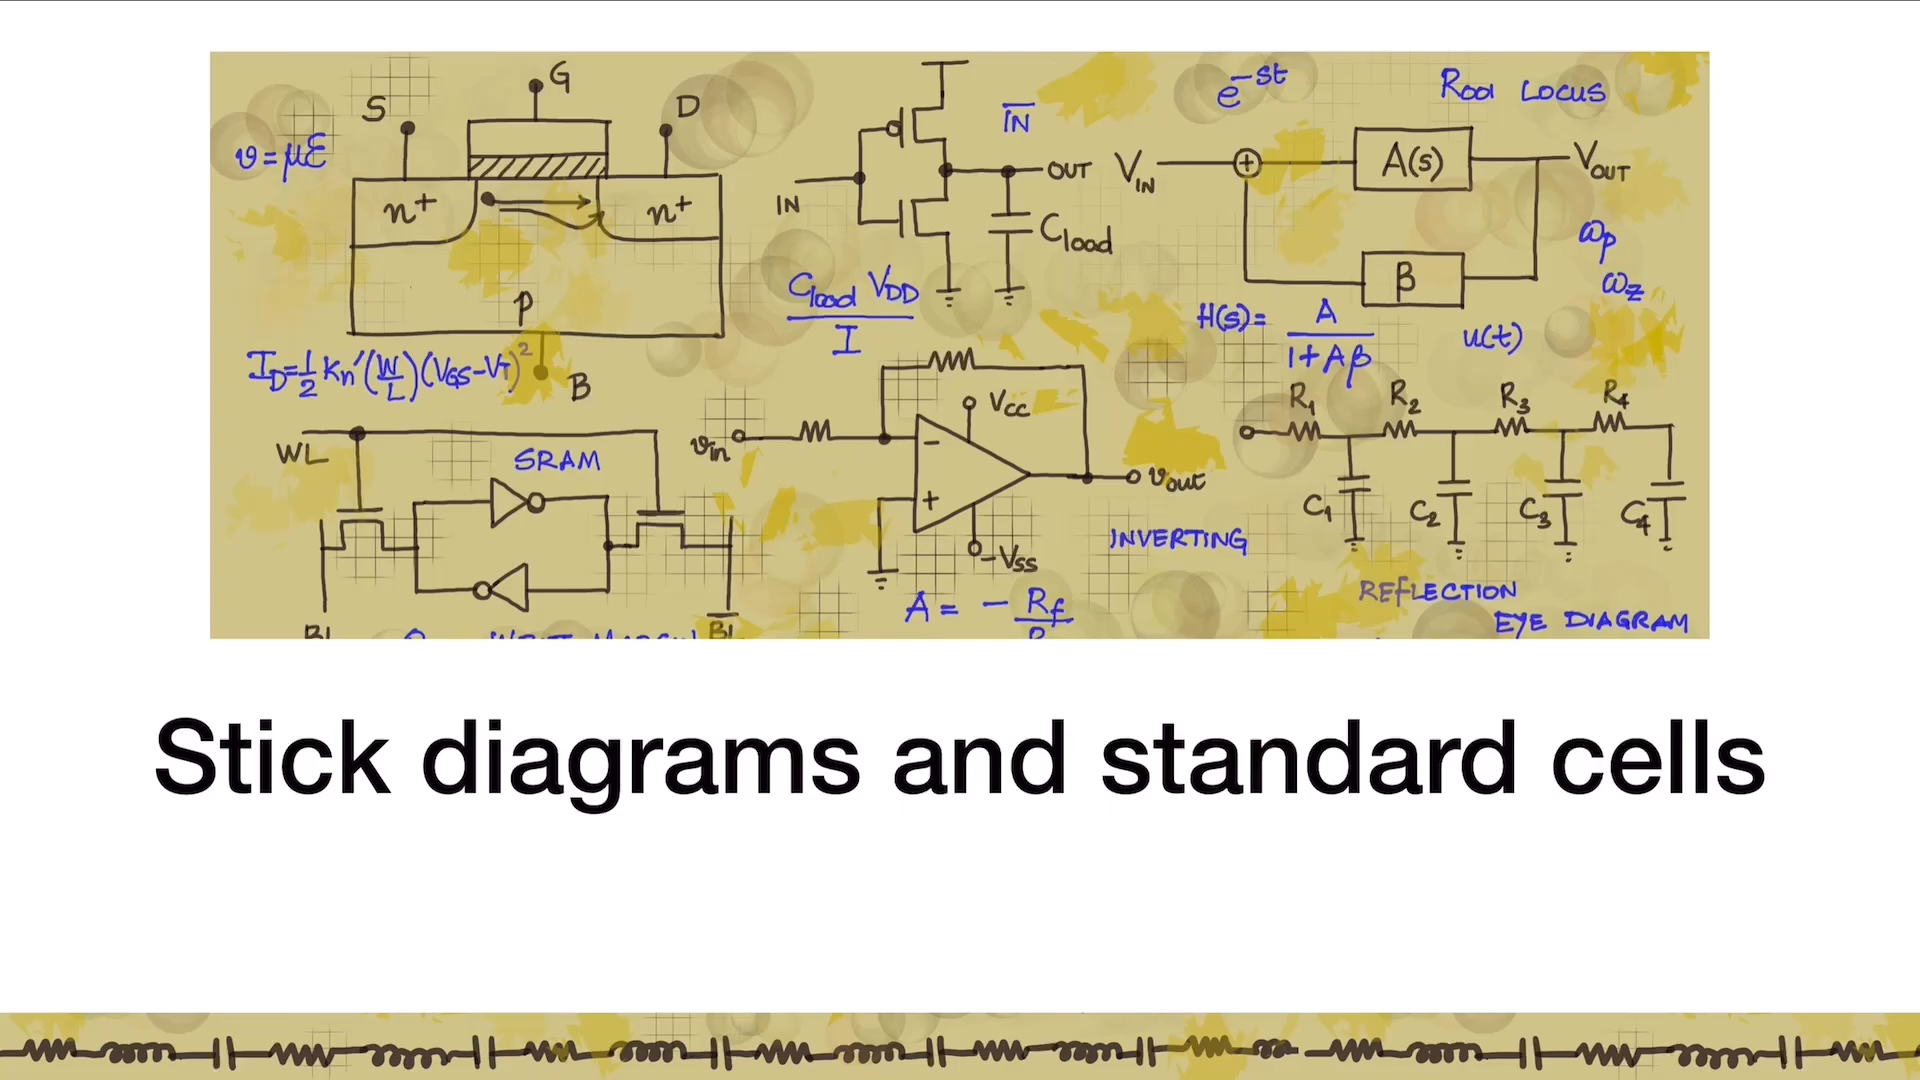 G
S
D
ϑ = μƐ
n+
n+
p
B
I_D = 1/2 Kn' (W/L) (V_GS - V_T)^2
IN
IN̅
OUT
C_load
C_load V_DD / I
e^-st
Root Locus
V_IN
+
A(s)
V_OUT
β
ω_p
ω_z
H(s) = A / 1 + Aβ
u(t)
WL
SRAM
v_in
−
+
V_CC
-V_SS
v_out
INVERTING
A = - R_f
R_1
R_2
R_3
R_4
C_1
C_2
C_3
C_4
REFLECTION
EYE DIAGRAM
Stick diagrams and standard cells